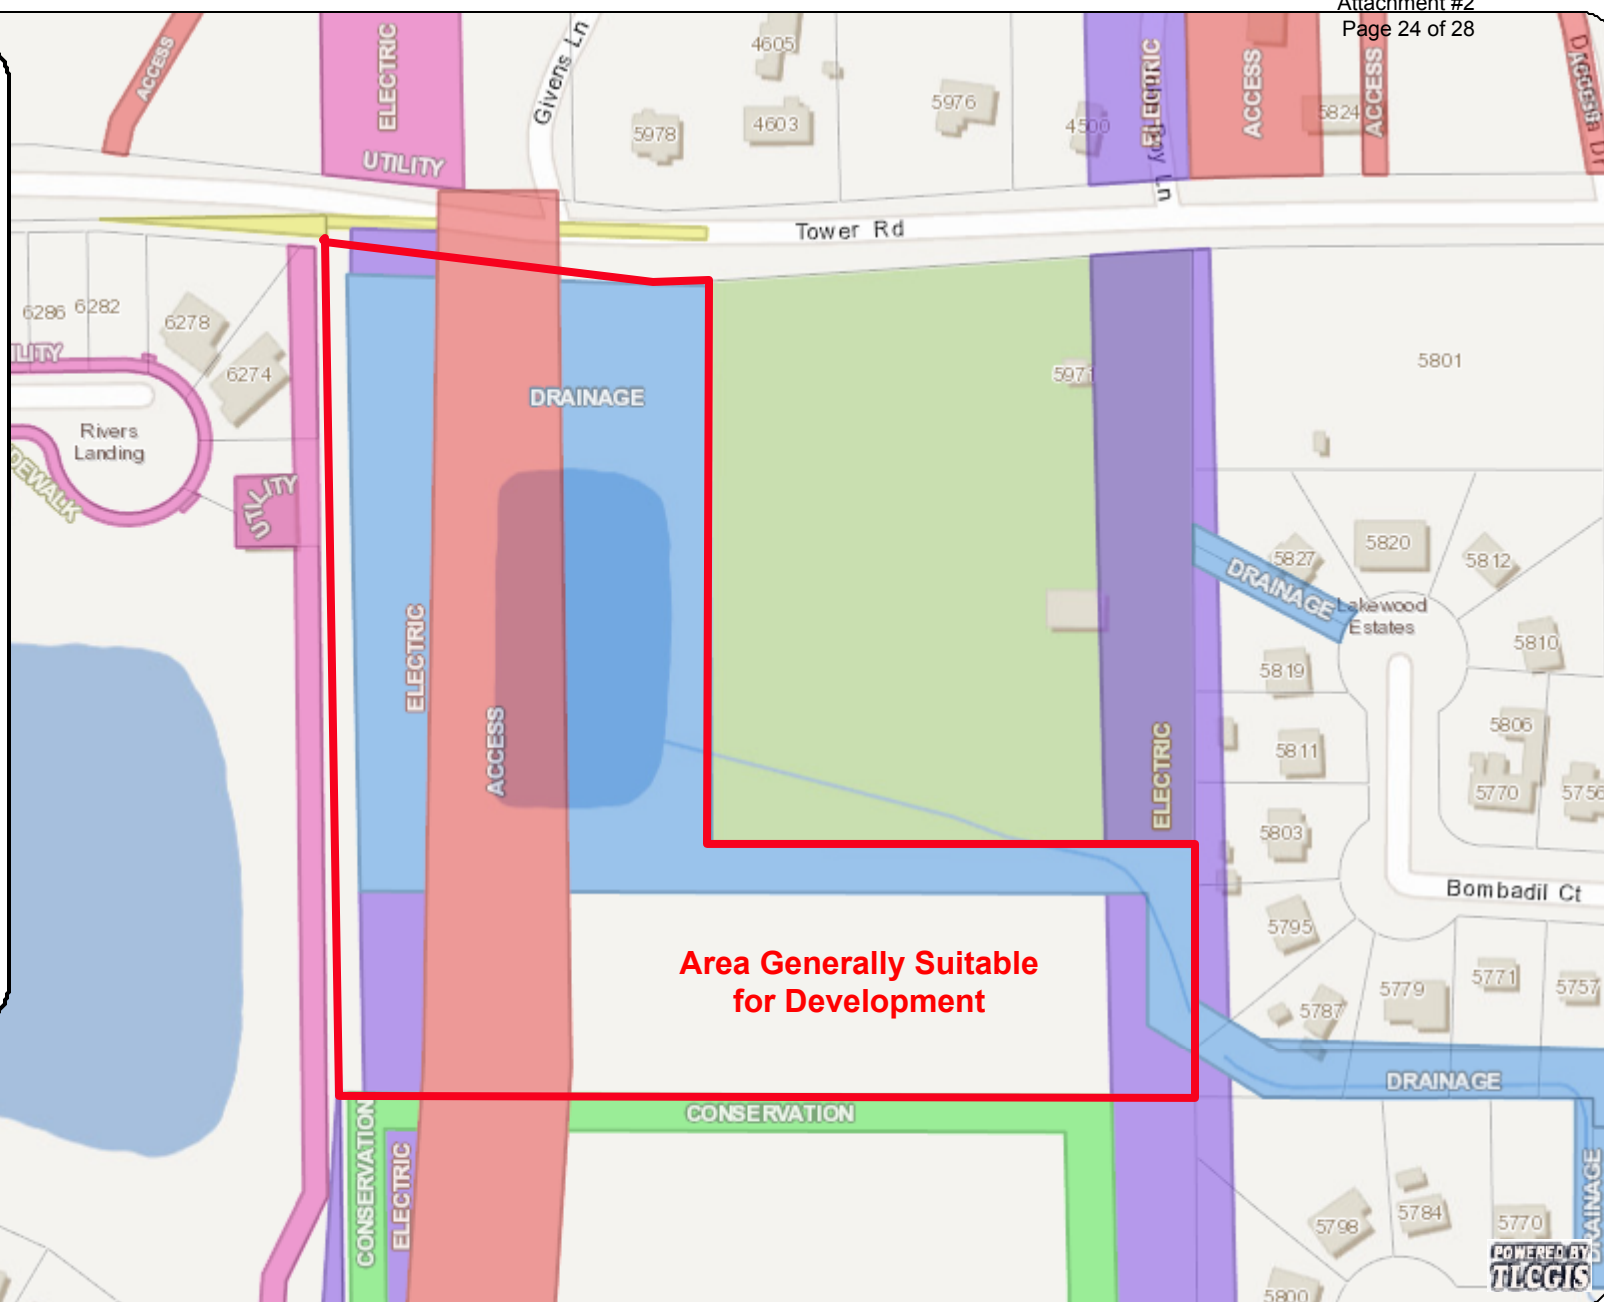 Attachment #2
Page 24 of 28
ACCESS
ELECTRIC
UTILITY
Givens Ln
4605
5978
4603
5976
4500
ELECTRIC
Ln
ACCESS
5824
ACCESS
ACCESS
Dr
Tower Rd
6286
6282
6278
6274
Rivers
Landing
UTILITY
DRAINAGE
ELECTRIC
ACCESS
5971
ELECTRIC
5801
5827
5820
5812
DRAINAGE
Lakewood
Estates
5810
5819
5806
5811
5770
5756
5803
Bombadil Ct
5795
5771
5779
5757
5787
DRAINAGE
Area Generally Suitable
for Development
CONSERVATION
CONSERVATION
ELECTRIC
5798
5784
5770
5800
POWERED BY
TLCGIS